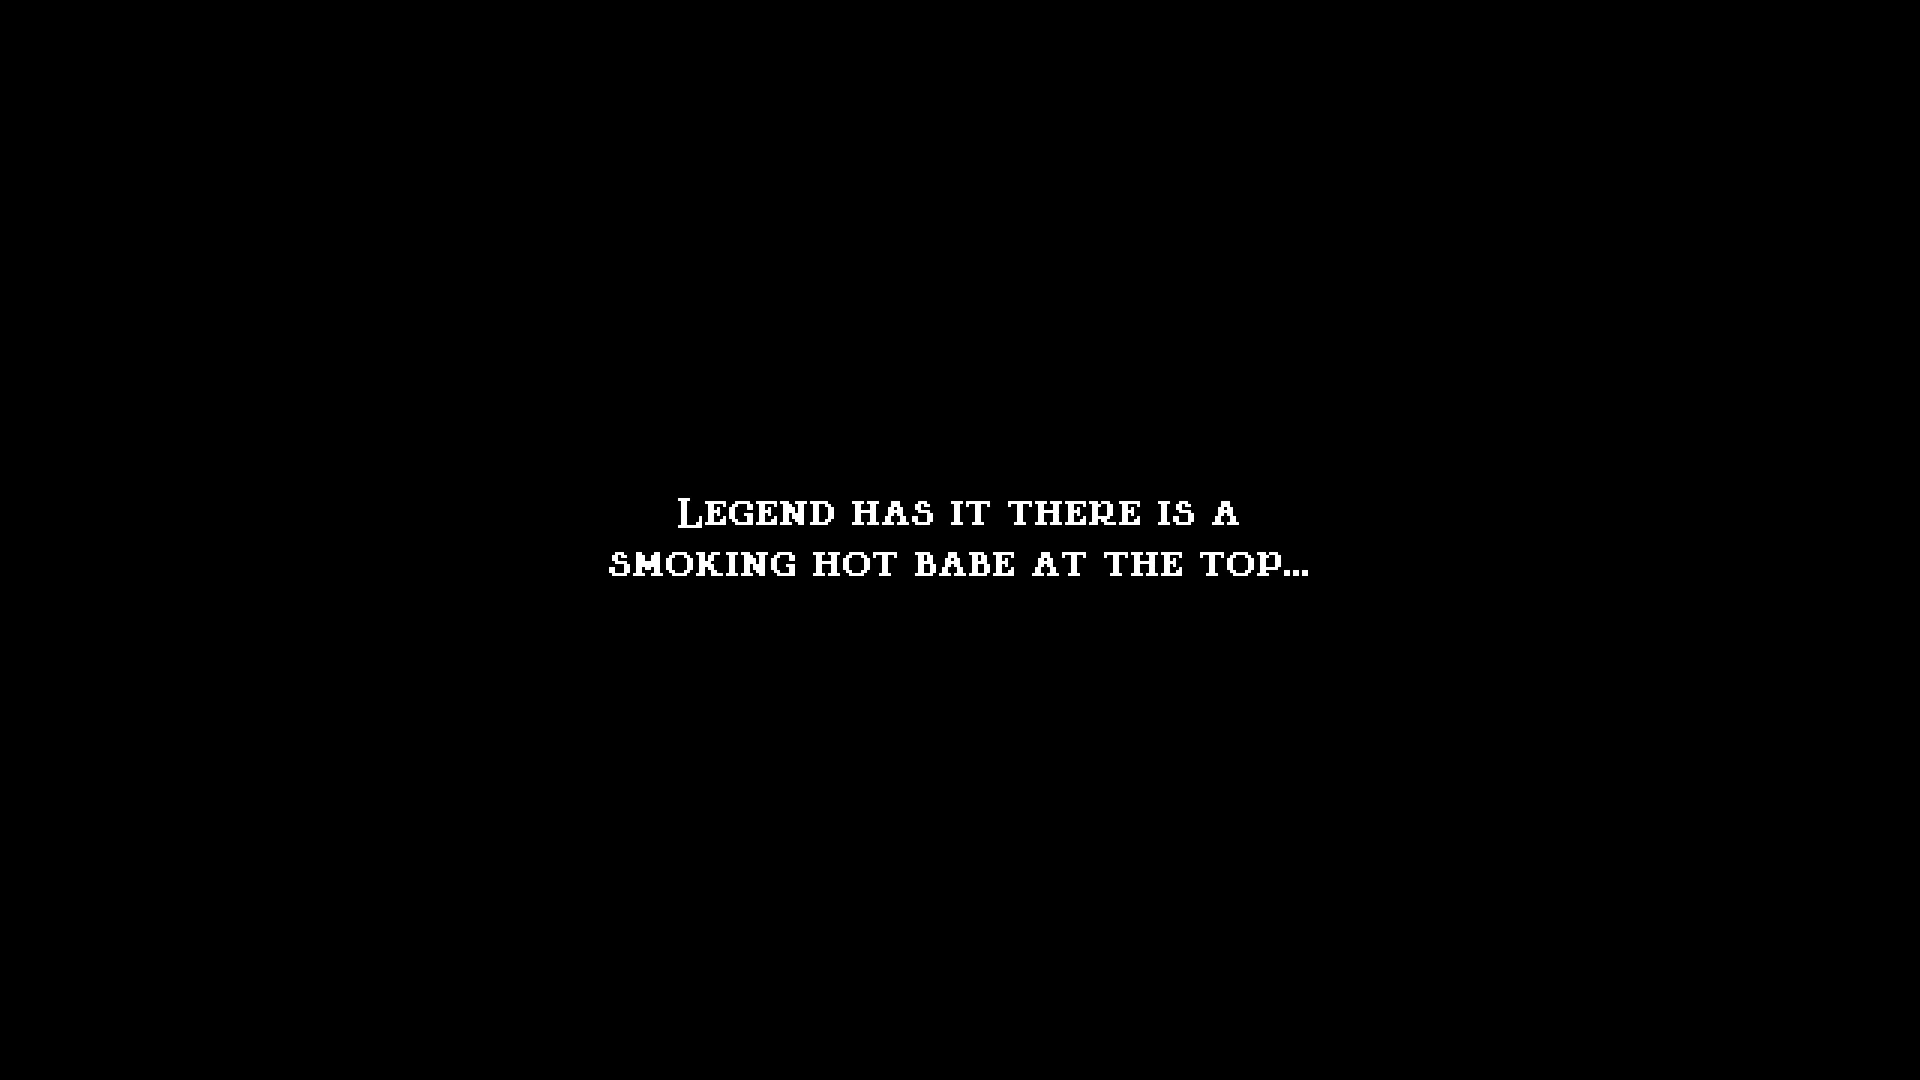 Legend has it there is a
smoking hot babe at the top...